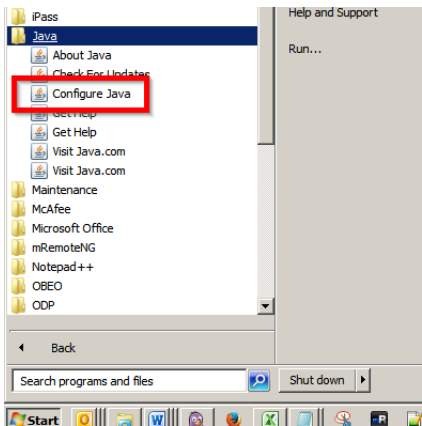 iPass
Java
About Java
Check For Updates
Configure Java
Get Help
Get Help
Visit Java.com
Visit Java.com
Maintenance
McAfee
Microsoft Office
mRemoteNG
Notepad++
OBEO
ODP
Back
Search programs and files
Help and Support
Run...
Shut down
Start